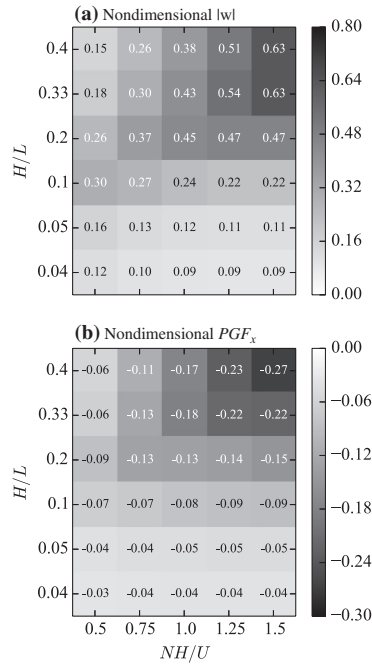 (a) Nondimensional |w|
0.4 0.15 0.26 0.38 0.51 0.63
0.33 0.18 0.30 0.43 0.54 0.63
0.2 0.26 0.37 0.45 0.47 0.47
0.1 0.30 0.27 0.24 0.22 0.22
0.05 0.16 0.13 0.12 0.11 0.11
0.04 0.12 0.10 0.09 0.09 0.09
H/L
0.80
0.64
0.48
0.32
0.16
0.00
(b) Nondimensional PGFx
0.4 -0.06 -0.11 -0.17 -0.23 -0.27
0.33 -0.06 -0.13 -0.18 -0.22 -0.22
0.2 -0.09 -0.13 -0.13 -0.14 -0.15
0.1 -0.07 -0.07 -0.08 -0.09 -0.09
0.05 -0.04 -0.04 -0.05 -0.05 -0.05
0.04 -0.03 -0.04 -0.04 -0.04 -0.04
0.5 0.75 1.0 1.25 1.5
H/L
NH/U
0.00
−0.06
−0.12
−0.18
−0.24
−0.30